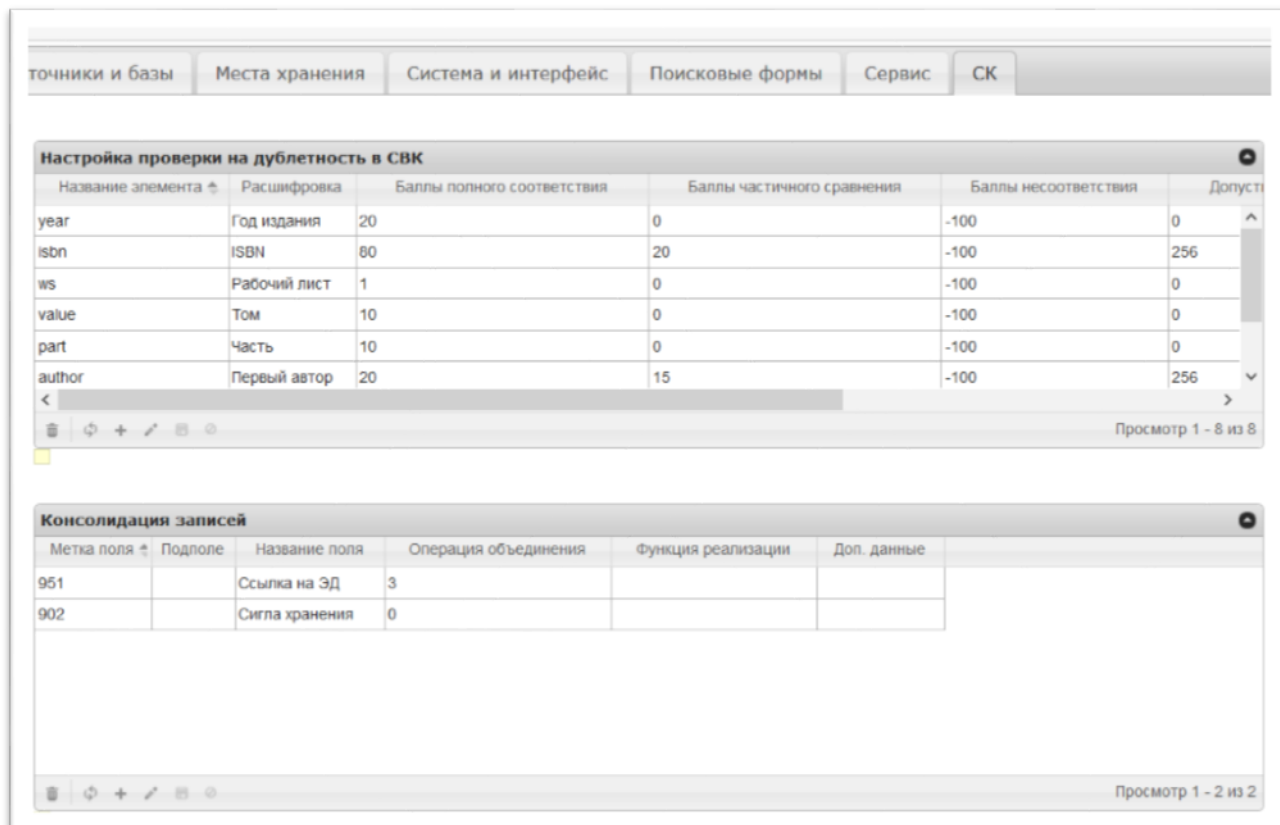 точники и базы Места хранения Система и интерфейс Поисковые формы Сервис СК
Настройка проверки на дублетность в СВК
Название элемента Расшифровка Баллы полного соответствия Баллы частичного сравнения Баллы несоответствия Допусти
year Год издания 20 0 -100 0
isbn ISBN 80 20 -100 256
ws Рабочий лист 1 0 -100 0
value Том 10 0 -100 0
part Часть 10 0 -100 0
author Первый автор 20 15 -100 256
Просмотр 1 - 8 из 8
Консолидация записей
Метка поля Подполе Название поля Операция объединения Функция реализации Доп. данные
951 Ссылка на ЭД 3
902 Сигла хранения 0
Просмотр 1 - 2 из 2